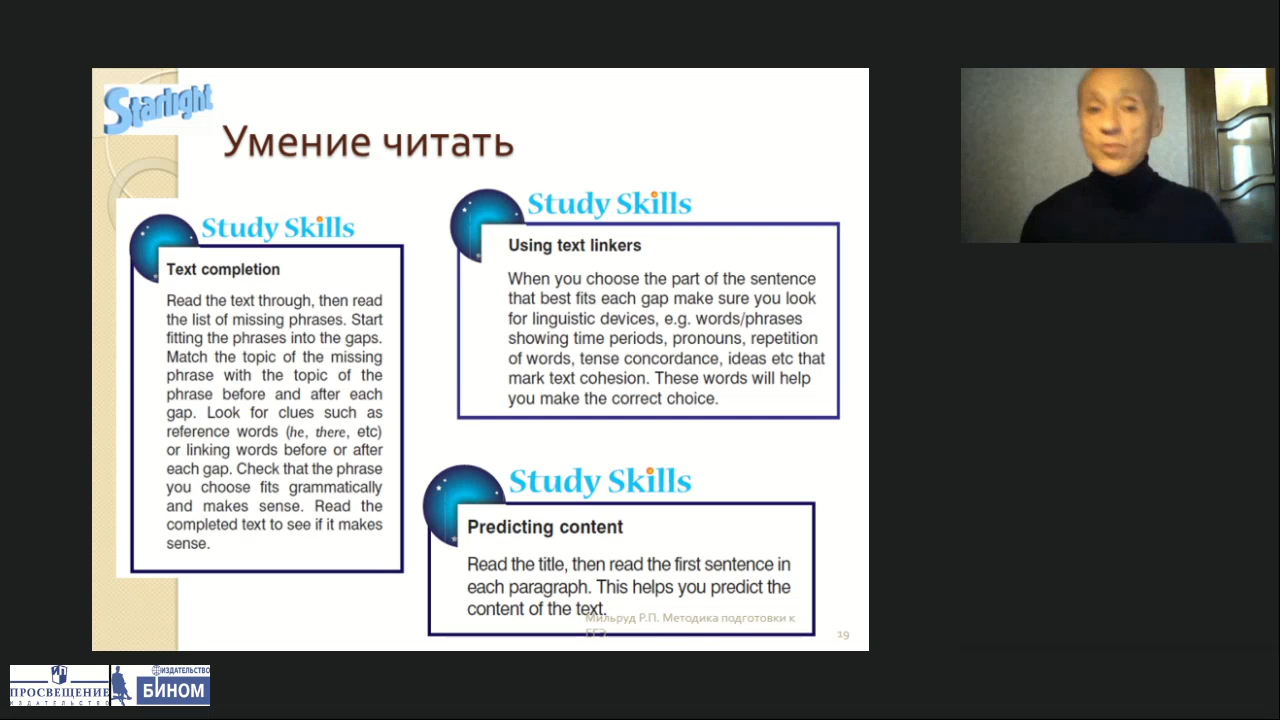 Starlight
Умение читать
Study Skills
Text completion
Read the text through, then read
the list of missing phrases. Start
fitting the phrases into the gaps.
Match the topic of the missing
phrase with the topic of the
phrase before and after each
gap. Look for clues such as
reference words (he, there, etc)
or linking words before or after
each gap. Check that the phrase
you choose fits grammatically
and makes sense. Read the
completed text to see if it makes
sense.
Study Skills
Using text linkers
When you choose the part of the sentence
that best fits each gap make sure you look
for linguistic devices, e.g. words/phrases
showing time periods, pronouns, repetition
of words, tense concordance, ideas etc that
mark text cohesion. These words will help
you make the correct choice.
Study Skills
Predicting content
Read the title, then read the first sentence in
each paragraph. This helps you predict the
content of the text.
Мильруд Р.П. Методика подготовки к
19
ПРОСВЕЩЕНИЕ
ИЗДАТЕЛЬСТВО
ИЗДАТЕЛЬСТВО
БИНОМ